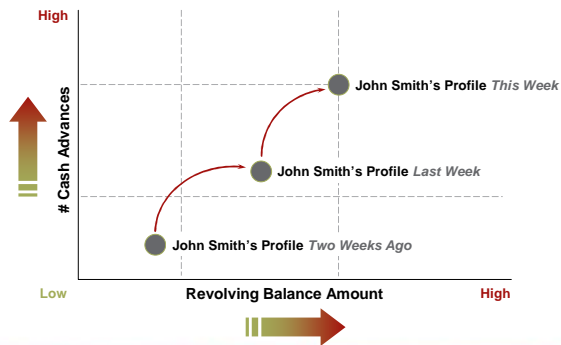 High
# Cash Advances
John Smith’s Profile This Week
John Smith’s Profile Last Week
John Smith’s Profile Two Weeks Ago
Low
Revolving Balance Amount
High